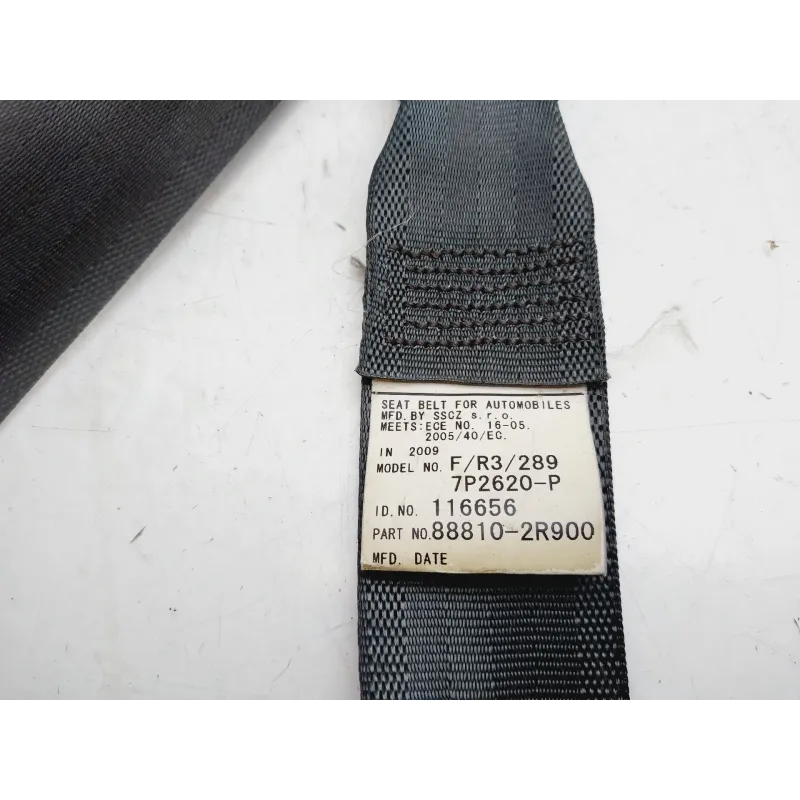 SEAT BELT FOR AUTOMOBILES
MFD. BY SSCZ s.r.o.
MEETS:ECE NO. 16-05.
2005/40/EC.
IN 2009
MODEL NO. F/R3/289
7P2620-P
ID.NO. 116656
PART NO.88810-2R900
MFD. DATE